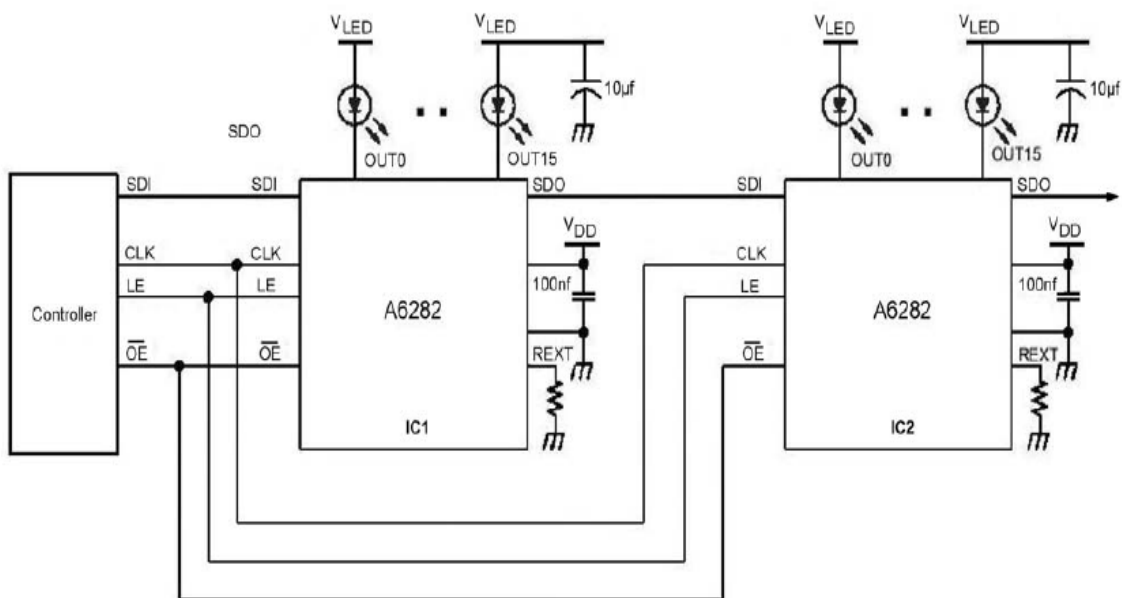 VLED
VLED
VLED
VLED
10µf
10µf
SDO
OUT0
OUT15
OUT0
OUT15
SDI
SDI
SDO
SDI
SDO
VDD
VDD
CLK
CLK
CLK
100nf
100nf
LE
LE
LE
Controller
A6282
A6282
OE
OE
REXT
OE
REXT
IC1
IC2